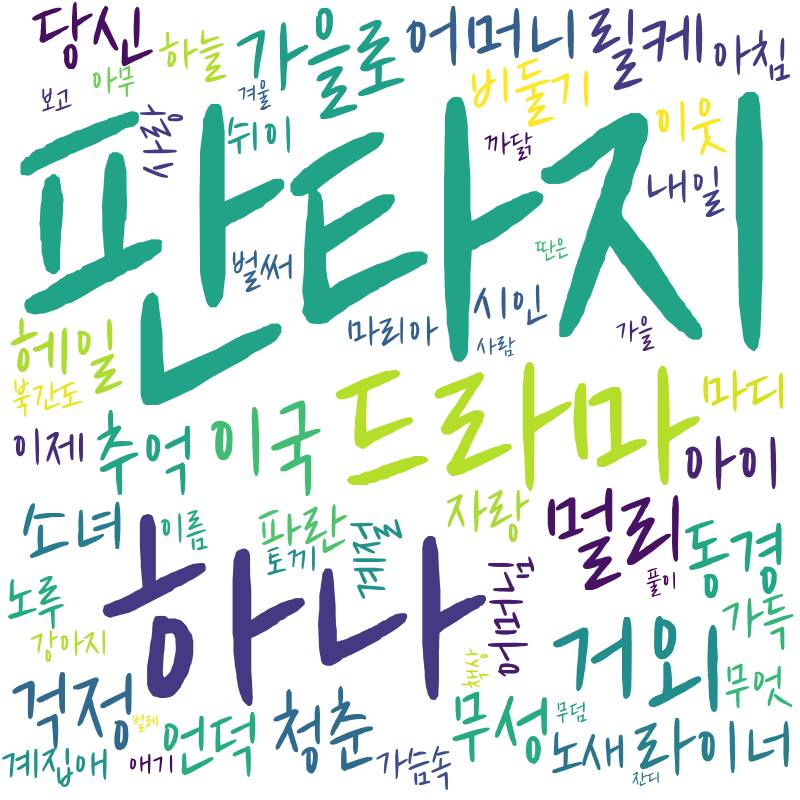 당신
하늘
가을로
어머니
릴케
아침
보고
아무
겨울
비둘기
사랑
쉬이
까닭
이웃
판타지
내일
벌써
딴은
시인
마리아
사람
가을
헤일
북간도
드라마
마디
이제
추억
이국
아이
소녀
이름
파란
토끼
계절
자랑
멀리
동경
하나
노루
강아지
어머님
풀이
가득
거외
무엇
걱정
벌레
언덕
청춘
책상
무성
무덤
계집애
애기
가슴속
노새
라이너
잔디